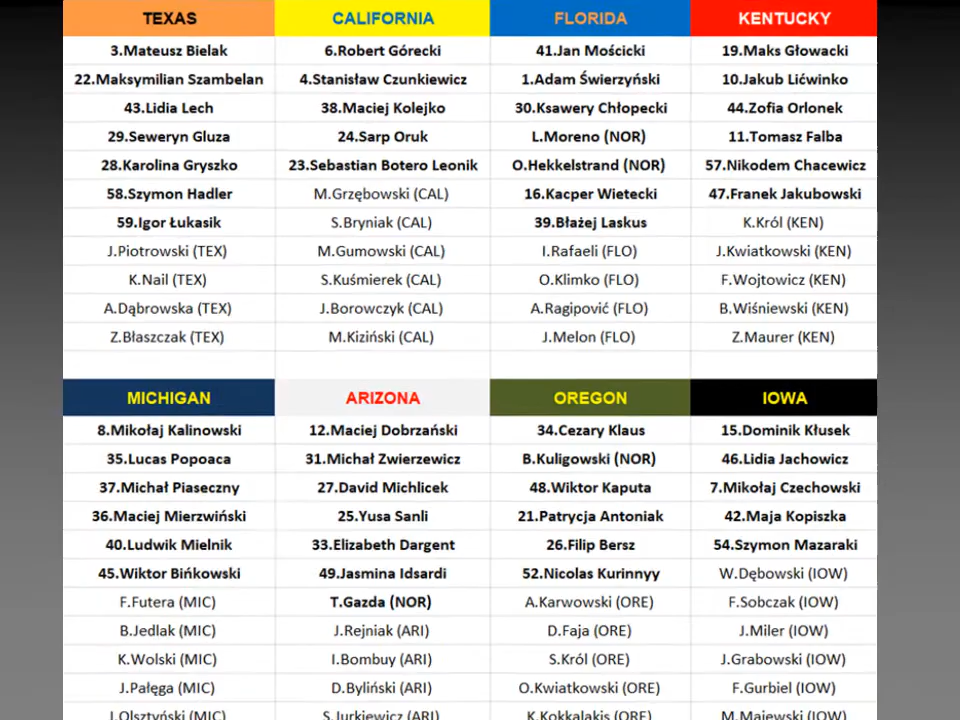 TEXAS CALIFORNIA FLORIDA KENTUCKY
3.Mateusz Bielak 6.Robert Górecki 41.Jan Mościcki 19.Maks Głowacki
22.Maksymilian Szambelan 4.Stanisław Czunkiewicz 1.Adam Świerzyński 10.Jakub Lićwinko
43.Lidia Lech 38.Maciej Kolejko 30.Ksawery Chłopecki 44.Zofia Orlonek
29.Seweryn Gluza 24.Sarp Oruk L.Moreno (NOR) 11.Tomasz Falba
28.Karolina Gryszko 23.Sebastian Botero Leonik O.Hekkelstrand (NOR) 57.Nikodem Chacewicz
58.Szymon Hadler M.Grzębowski (CAL) 16.Kacper Wietecki 47.Franek Jakubowski
59.Igor Łukasik S.Bryniak (CAL) 39.Błażej Laskus K.Król (KEN)
J.Piotrowski (TEX) M.Gumowski (CAL) I.Rafaeli (FLO) J.Kwiatkowski (KEN)
K.Nail (TEX) S.Kuśmierek (CAL) O.Klimko (FLO) F.Wojtowicz (KEN)
A.Dąbrowska (TEX) J.Borowczyk (CAL) A.Ragipović (FLO) B.Wiśniewski (KEN)
Z.Błaszczak (TEX) M.Kiziński (CAL) J.Melon (FLO) Z.Maurer (KEN)
MICHIGAN ARIZONA OREGON IOWA
8.Mikołaj Kalinowski 12.Maciej Dobrzański 34.Cezary Klaus 15.Dominik Kłusek
35.Lucas Popoaca 31.Michał Zwierzewicz B.Kuligowski (NOR) 46.Lidia Jachowicz
37.Michał Piaseczny 27.David Michlicek 48.Wiktor Kaputa 7.Mikołaj Czechowski
36.Maciej Mierzwiński 25.Yusa Sanli 21.Patrycja Antoniak 42.Maja Kopiszka
40.Ludwik Mielnik 33.Elizabeth Dargent 26.Filip Bersz 54.Szymon Mazaraki
45.Wiktor Bińkowski 49.Jasmina Idsardi 52.Nicolas Kurinnyy W.Dębowski (IOW)
F.Futera (MIC) T.Gazda (NOR) A.Karwowski (ORE) F.Sobczak (IOW)
B.Jedlak (MIC) J.Rejniak (ARI) D.Faja (ORE) J.Miler (IOW)
K.Wolski (MIC) I.Bombuy (ARI) S.Król (ORE) J.Grabowski (IOW)
J.Pałęga (MIC) D.Byliński (ARI) O.Kwiatkowski (ORE) F.Gurbiel (IOW)
J.Olsztyński (MIC) S.Jurkiewicz (ARI) K.Kokkalakis (ORE) M.Majewski (IOW)